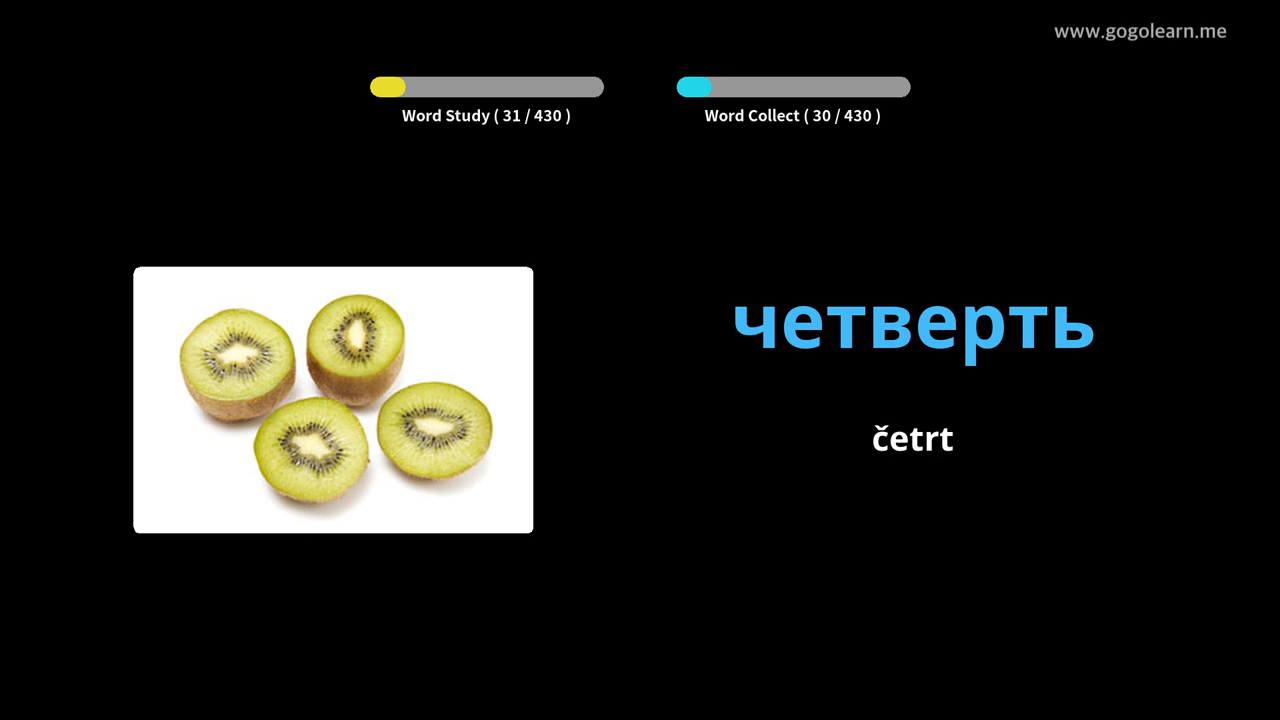 www.gogolearn.me
Word Study ( 31 / 430 )
Word Collect ( 30 / 430 )
четверть
četrt